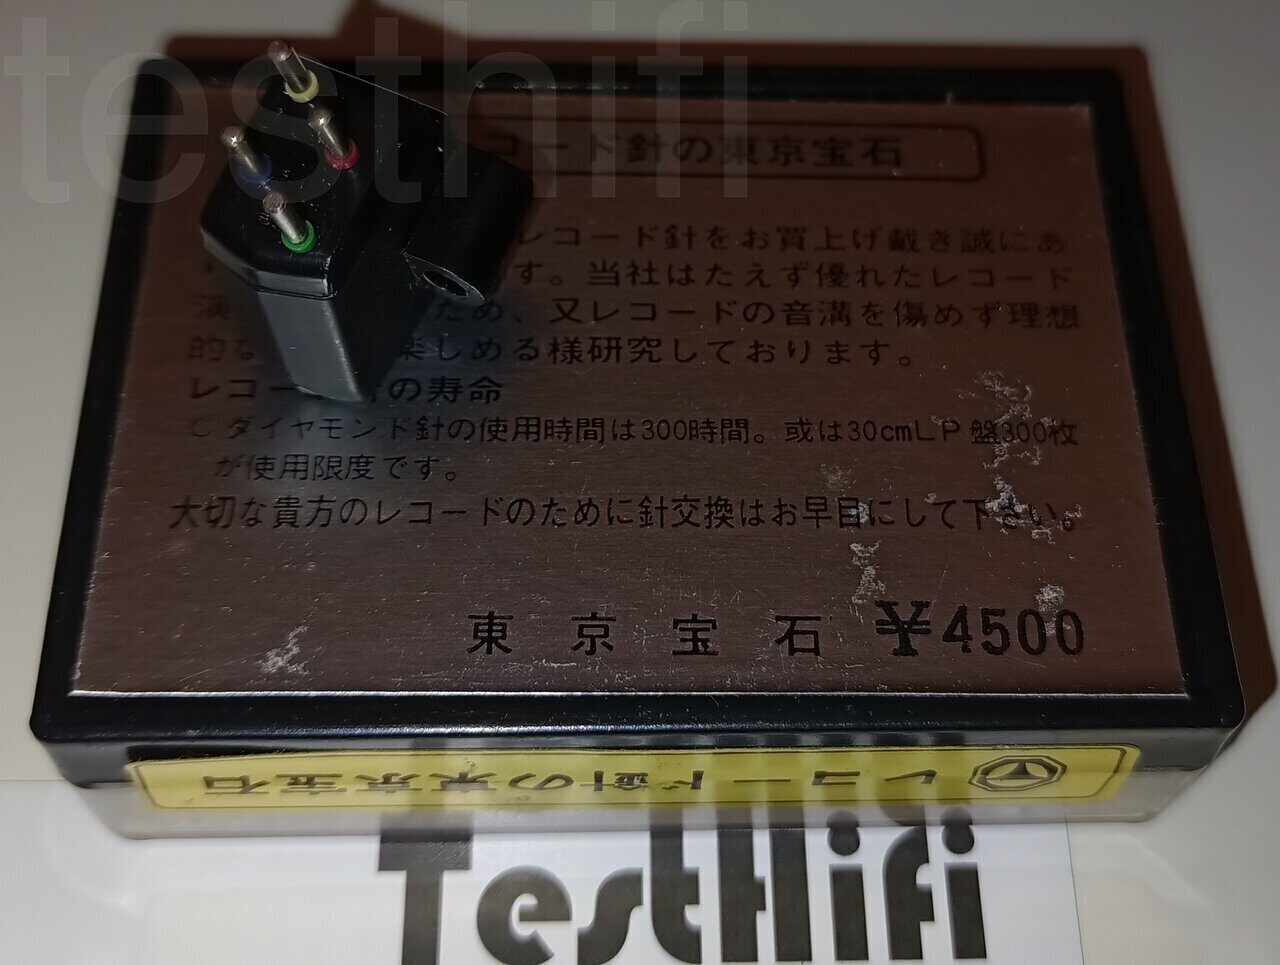 testhifi
コード針の東京宝石
レコード針をお買上げ戴き誠にあ
す。当社はたえず優れたレコード
演 ため、又レコードの音溝を傷めず理想
的な 楽しめる様研究しております。
レコード針の寿命
○ダイヤモンド針の使用時間は300時間。或は30cmLP盤300枚
が使用限度です。
大切な貴方のレコードのために針交換はお早目にして下さい。
東京宝石 ¥4500
レコード針の東京宝石
TestHifi